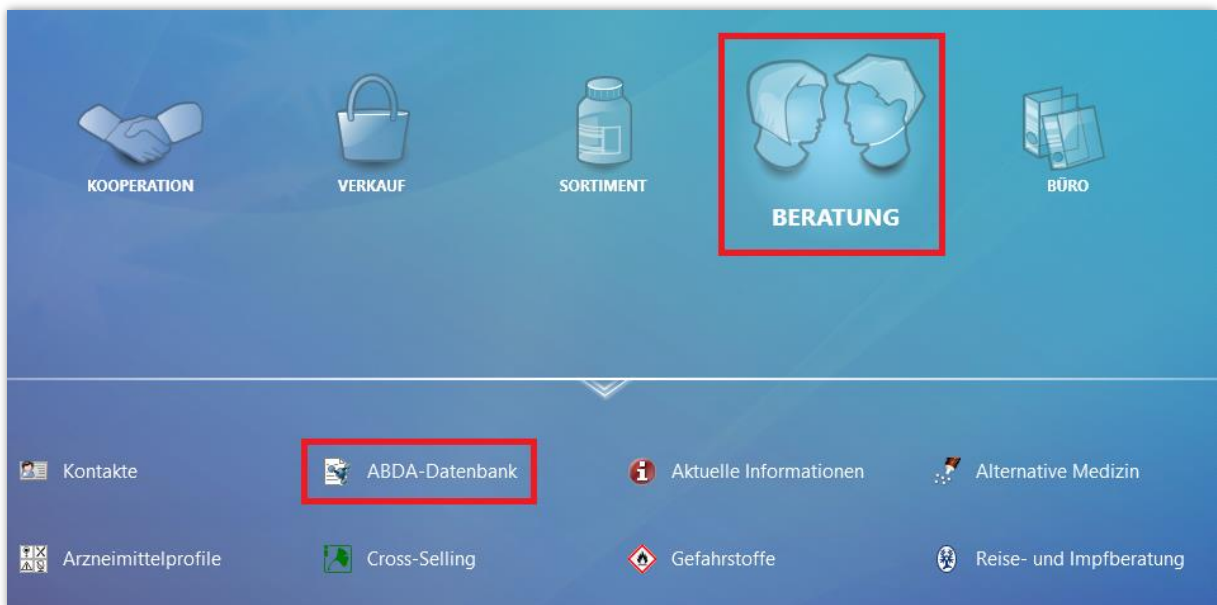 KOOPERATION
VERKAUF
SORTIMENT
BERATUNG
BÜRO
Kontakte
ABDA-Datenbank
Aktuelle Informationen
Alternative Medizin
Arzneimittelprofile
Cross-Selling
Gefahrstoffe
Reise- und Impfberatung